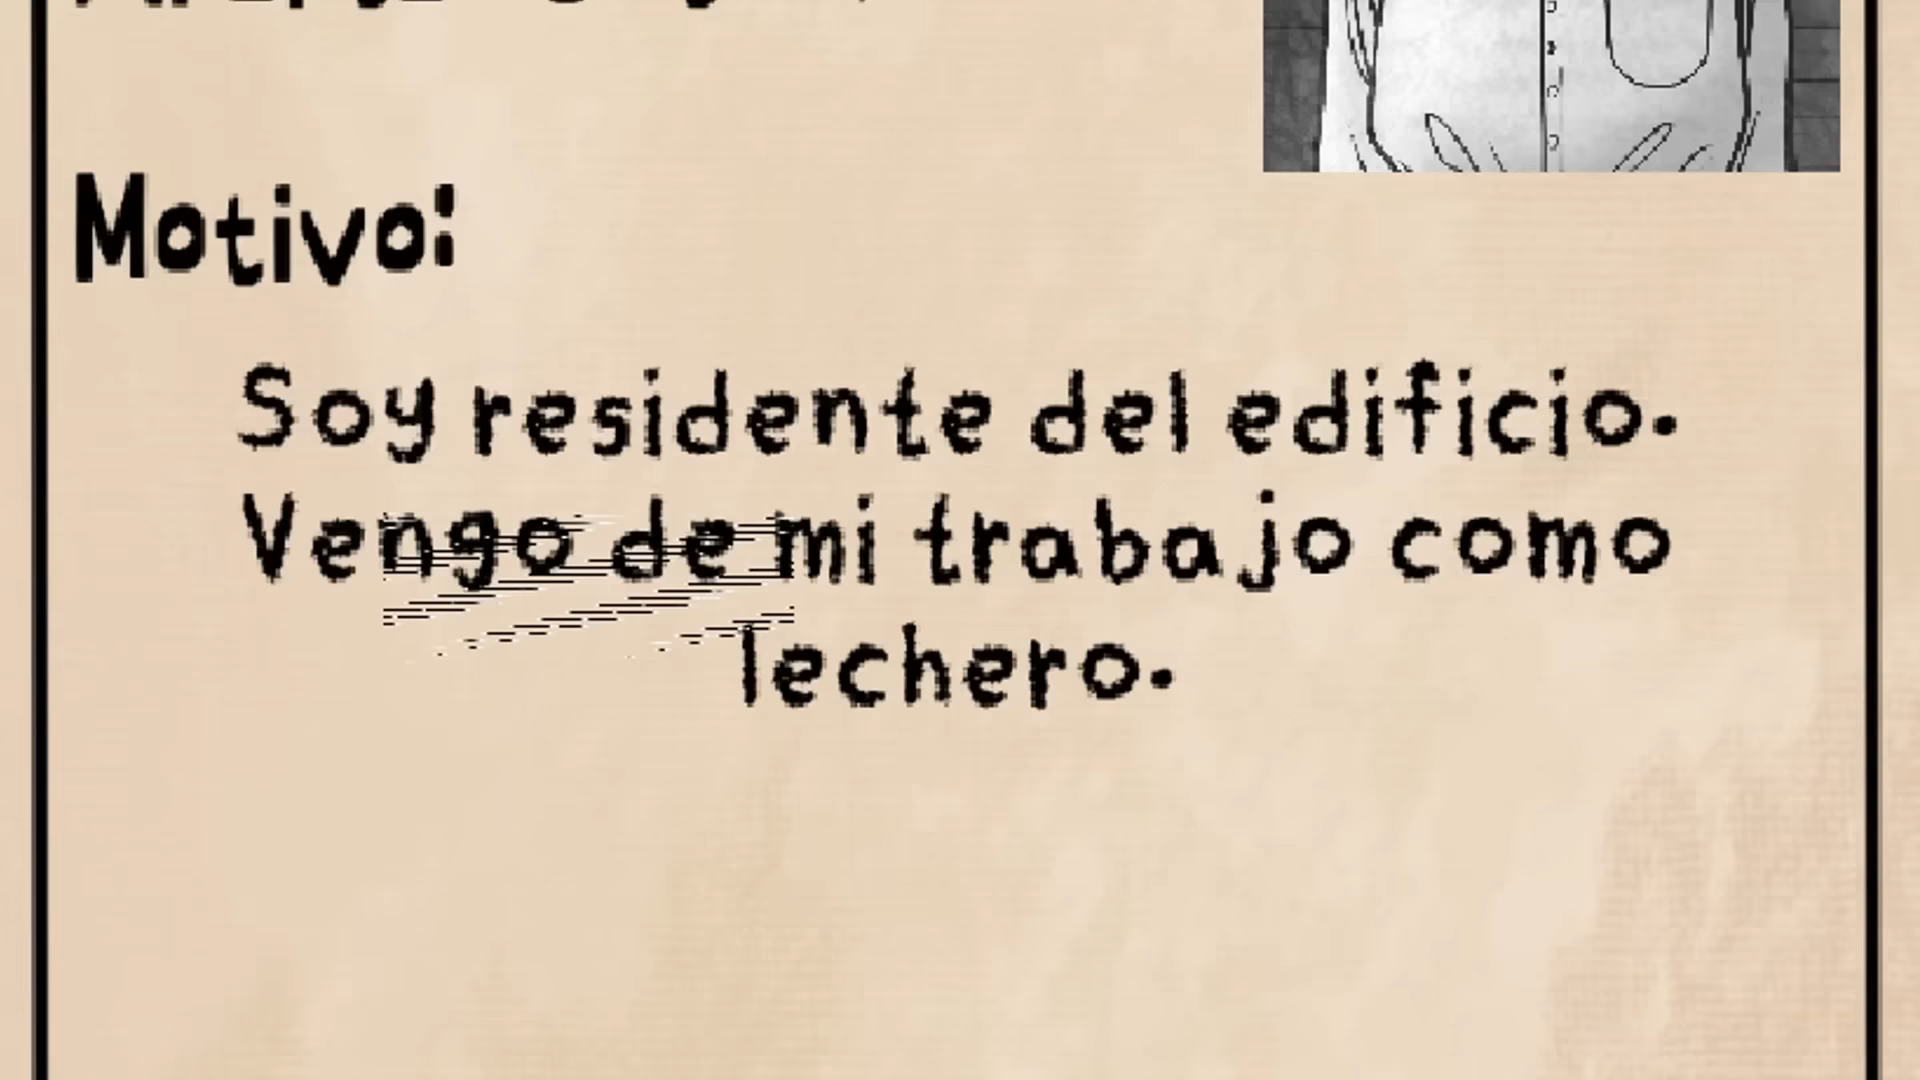 Motivo:
Soy residente del edificio.
Vengo de mi trabajo como
lechero.